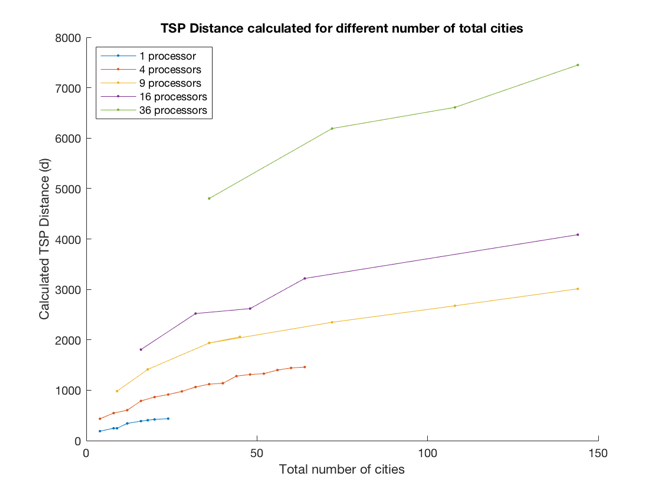 TSP Distance calculated for different number of total cities
1 processor
4 processors
9 processors
16 processors
36 processors
8000
7000
6000
5000
4000
3000
2000
1000
0
Calculated TSP Distance (d)
0
50
100
150
Total number of cities